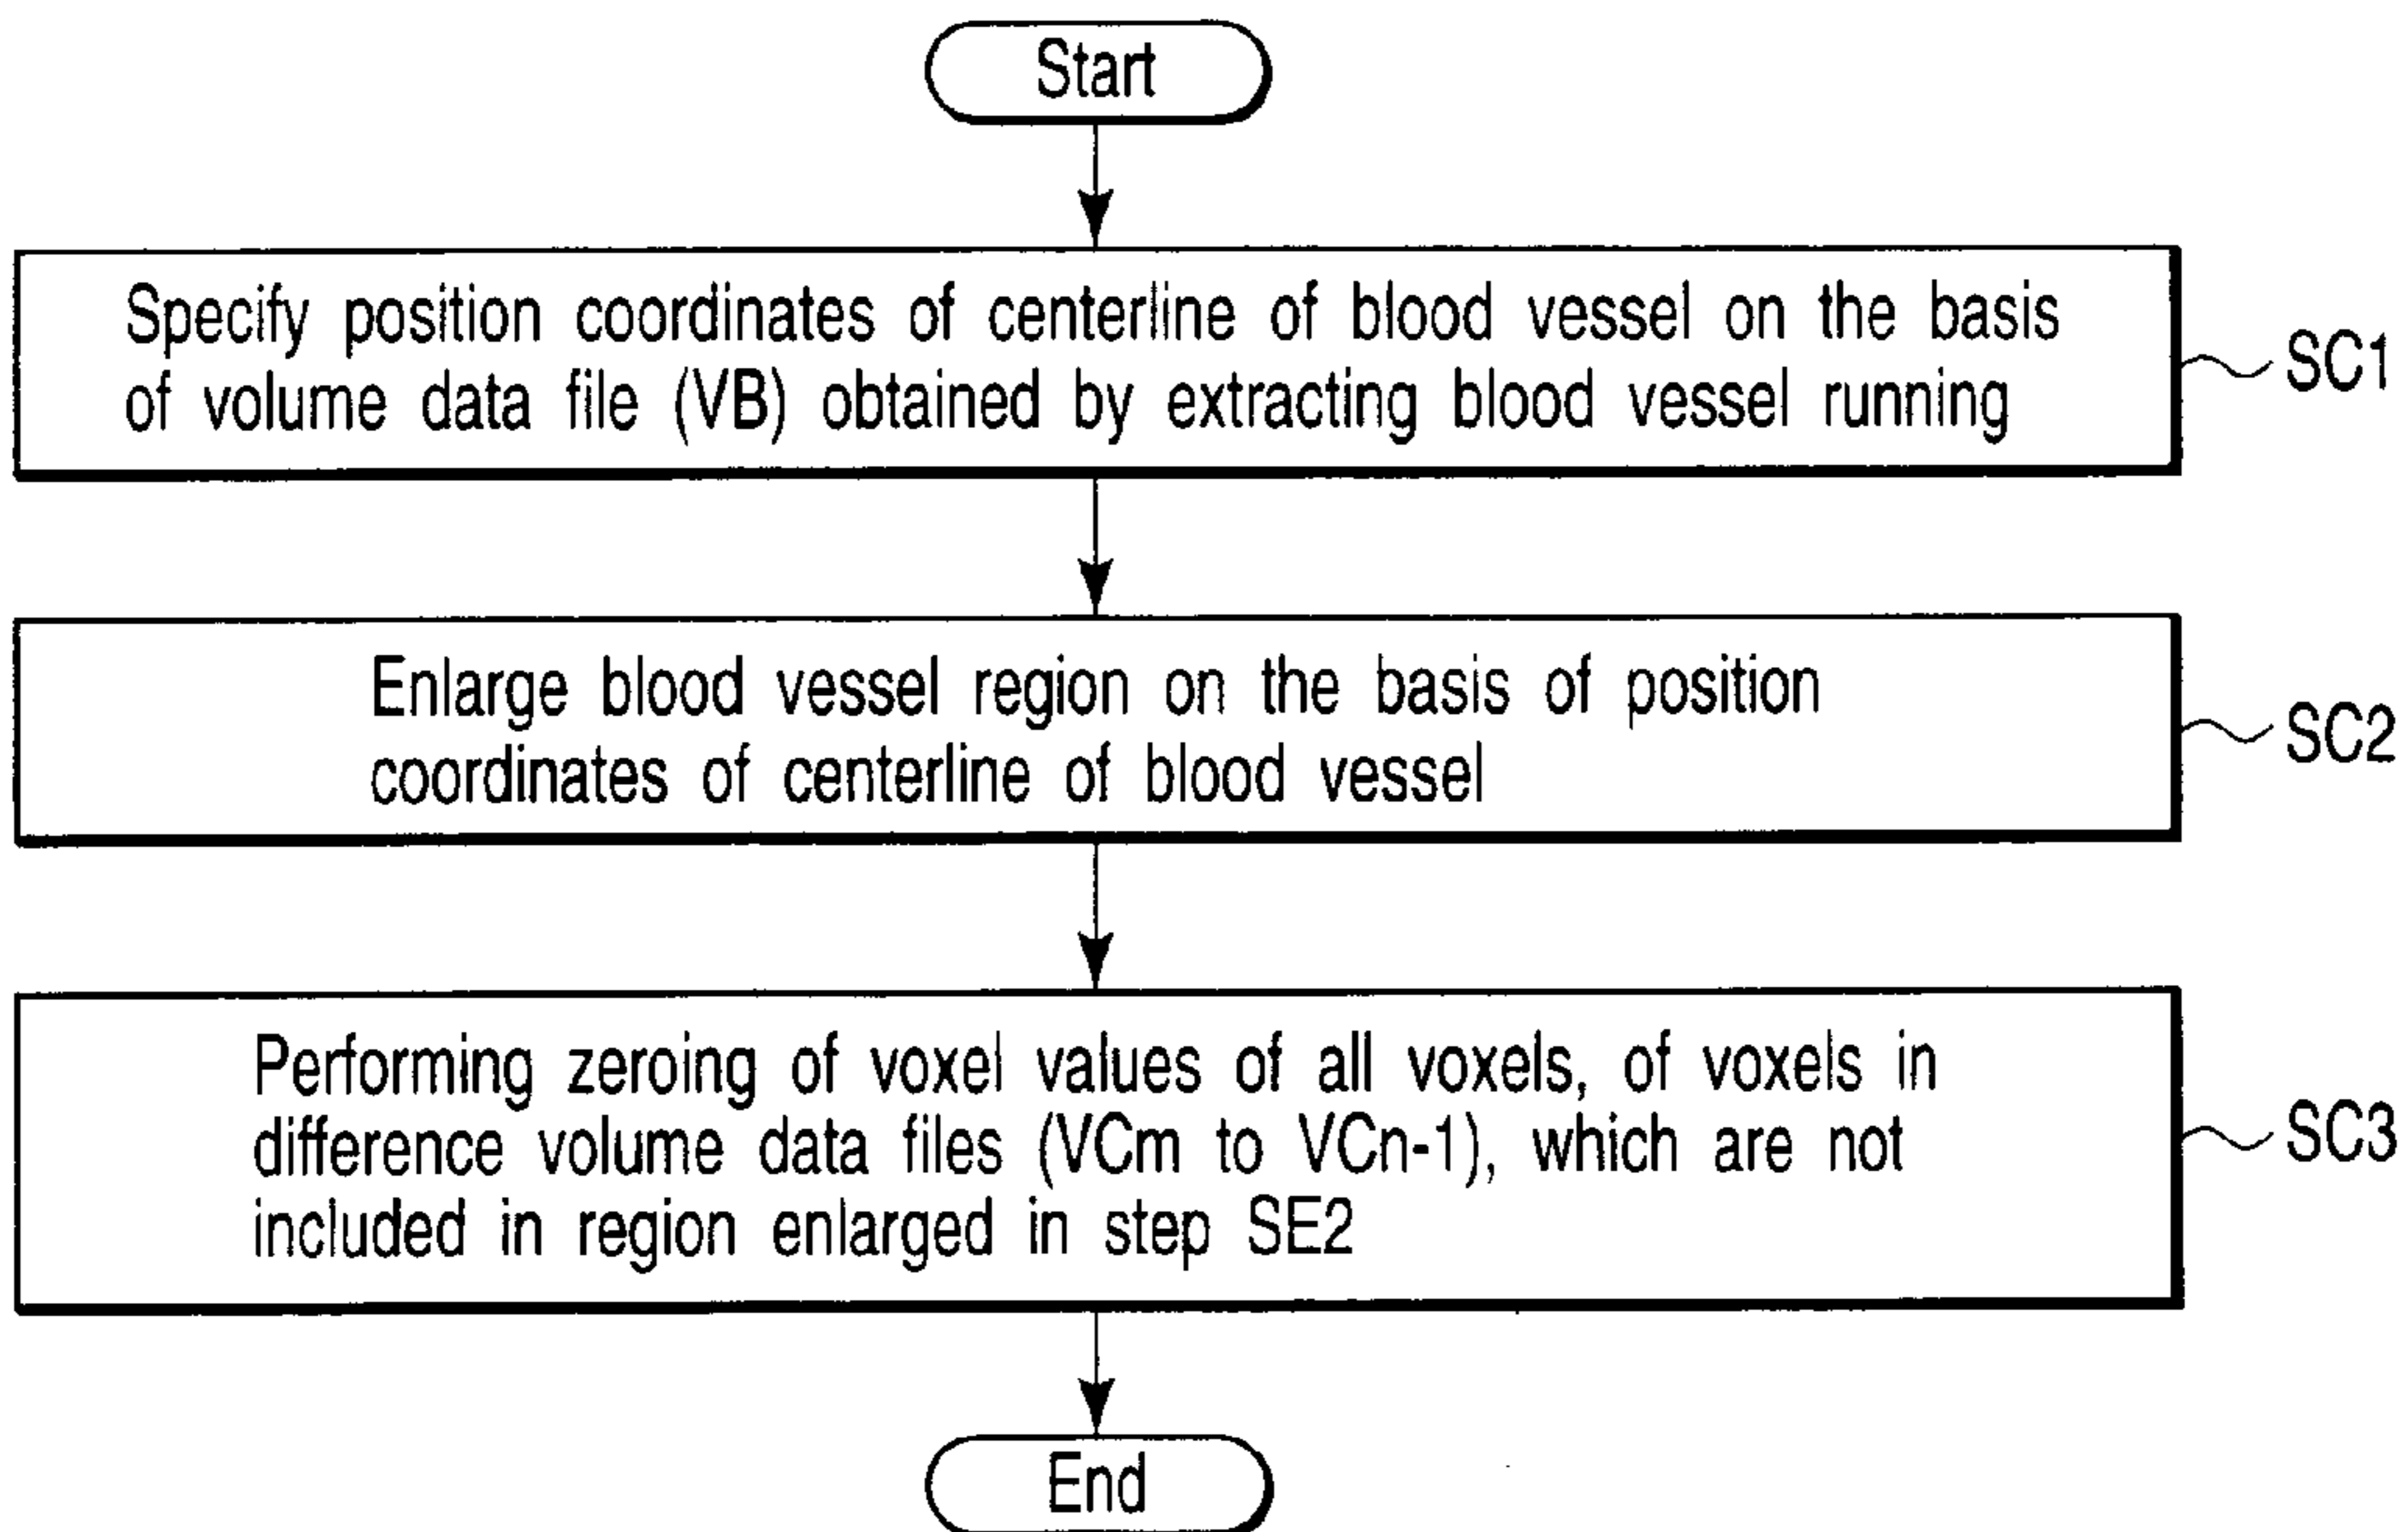 Start
Specify position coordinates of centerline of blood vessel on the basis
of volume data file (VB) obtained by extracting blood vessel running
SC1
Enlarge blood vessel region on the basis of position
coordinates of centerline of blood vessel
SC2
Performing zeroing of voxel values of all voxels, of voxels in
difference volume data files (VCm to VCn-1), which are not
included in region enlarged in step SE2
SC3
End